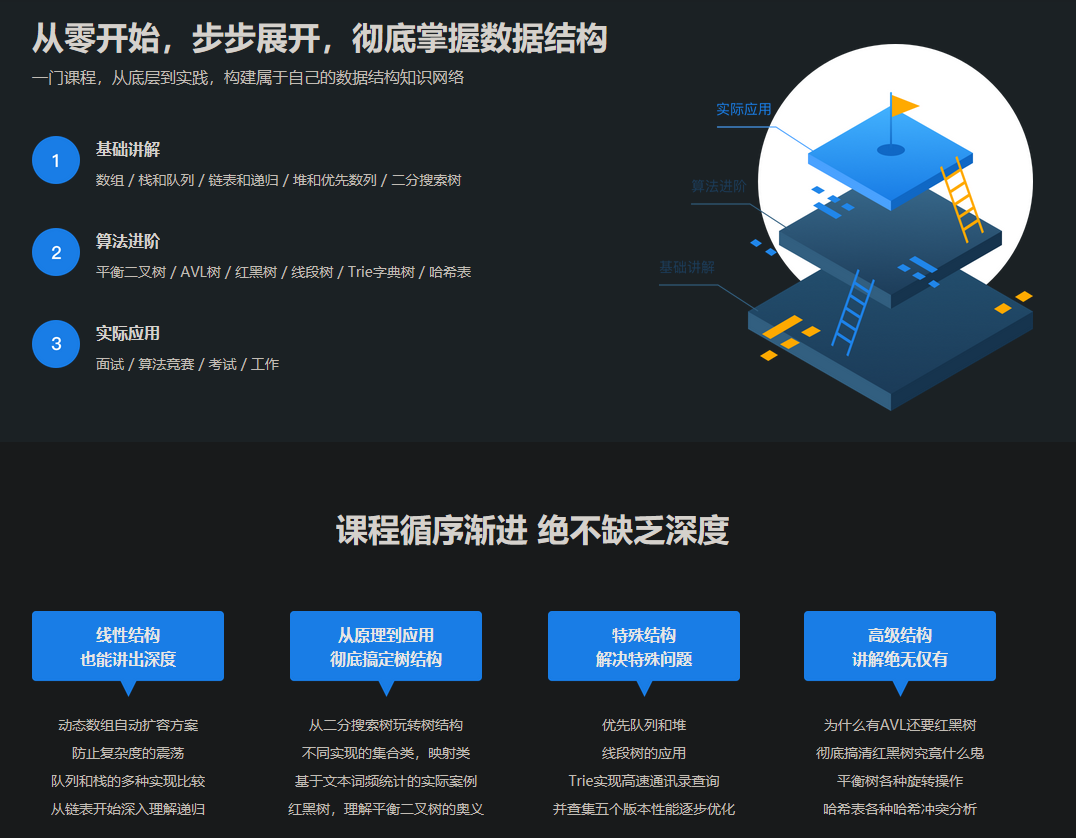 从零开始，步步展开，彻底掌握数据结构
一门课程，从底层到实践，构建属于自己的数据结构知识网络
1
基础讲解
数组 / 栈和队列 / 链表和递归 / 堆和优先数列 / 二分搜索树
2
算法进阶
平衡二叉树 / AVL树 / 红黑树 / 线段树 / Trie字典树 / 哈希表
3
实际应用
面试 / 算法竞赛 / 考试 / 工作
实际应用
算法进阶
基础讲解
课程循序渐进 绝不缺乏深度
线性结构
也能讲出深度
动态数组自动扩容方案
防止复杂度的震荡
队列和栈的多种实现比较
从链表开始深入理解递归
从原理到应用
彻底搞定树结构
从二分搜索树玩转树结构
不同实现的集合类，映射类
基于文本词频统计的实际案例
红黑树，理解平衡二叉树的奥义
特殊结构
解决特殊问题
优先队列和堆
线段树的应用
Trie实现高速通讯录查询
并查集五个版本性能逐步优化
高级结构
讲解绝无仅有
为什么有AVL还要红黑树
彻底搞清红黑树究竟什么鬼
平衡树各种旋转操作
哈希表各种哈希冲突分析